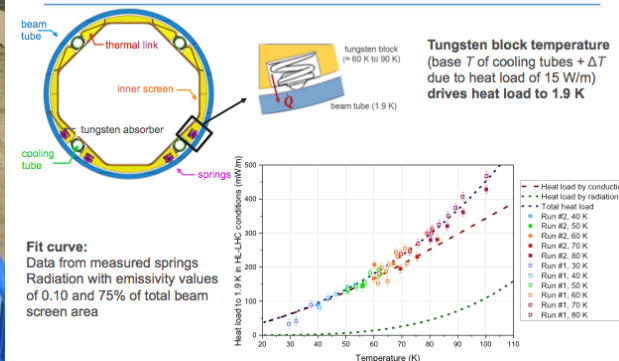 beam
tube
thermal link
inner screen
tungsten absorber
cooling
tube
springs
tungsten block
(≈ 60 K to 90 K)
Q̇
beam tube (1.9 K)
Tungsten block temperature
(base T of cooling tubes + ΔT
due to heat load of 15 W/m)
drives heat load to 1.9 K
Fit curve:
Data from measured springs
Radiation with emissivity values
of 0.10 and 75% of total beam
screen area
Heat load to 1.9 K in HL-LHC conditions (mW/m)
500
400
300
200
100
0
20 30 40 50 60 70 80 90 100 110
Temperature (K)
Heat load by conductio
Heat load by radiation
Total heat load
Run #2, 40 K
Run #2, 50 K
Run #2, 60 K
Run #2, 70 K
Run #2, 80 K
Run #1, 30 K
Run #1, 40 K
Run #1, 50 K
Run #1, 60 K
Run #1, 70 K
Run #1, 80 K